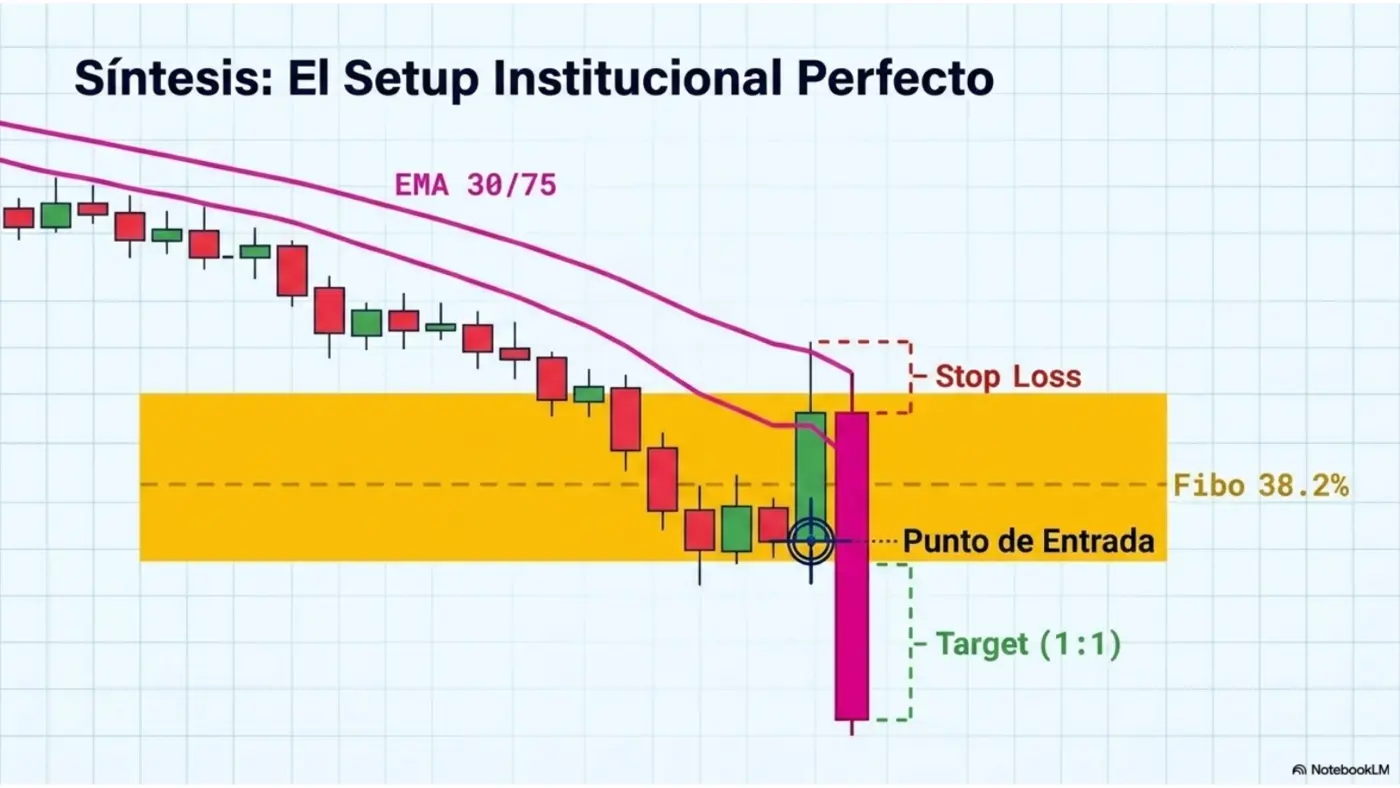 Síntesis: El Setup Institucional Perfecto
EMA 30/75
Stop Loss
Fibo 38.2%
Punto de Entrada
Target (1:1)
NotebookLM